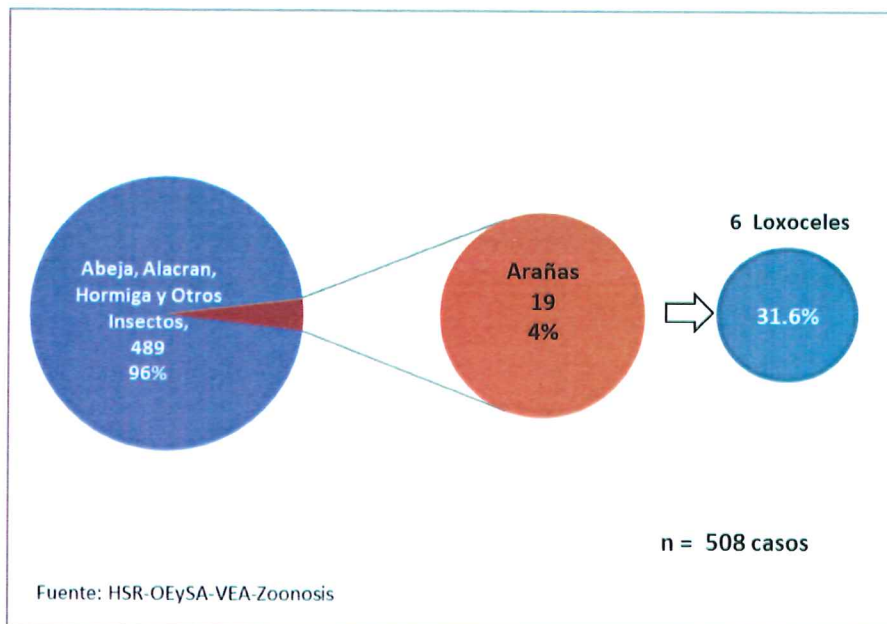 Abeja, Alacran,
Hormiga y Otros
Insectos,
489
96%
Arañas
19
4%
6 Loxoceles
31.6%
n = 508 casos
Fuente: HSR-OEySA-VEA-Zoonosis